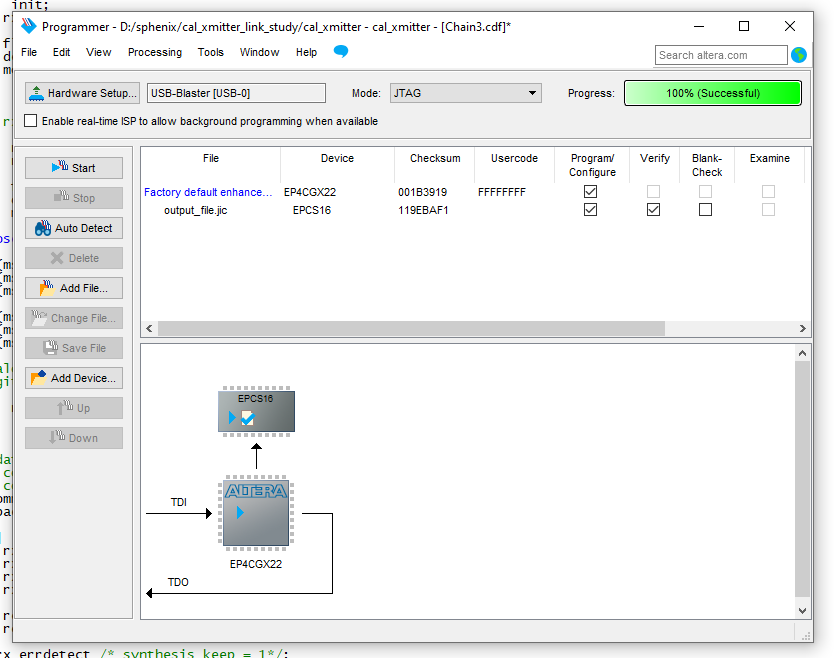 init;
Programmer - D:/sphenix/cal_xmitter_link_study/cal_xmitter - cal_xmitter - [Chain3.cdf]*
File Edit View Processing Tools Window Help
Search altera.com
Hardware Setup... USB-Blaster [USB-0] Mode: JTAG Progress: 100% (Successful)
Enable real-time ISP to allow background programming when available
Start
Stop
Auto Detect
Delete
Add File...
Change File...
Save File
Add Device...
Up
Down
File Device Checksum Usercode Program/ Verify Blank- Examine
Configure Check
Factory default enhance... EP4CGX22 001B3919 FFFFFFFF
output_file.jic EPCS16 119EBAF1
EPCS16
ALTERA
TDI
EP4CGX22
TDO
rx_errdetect /* synthesis keep = 1*/;